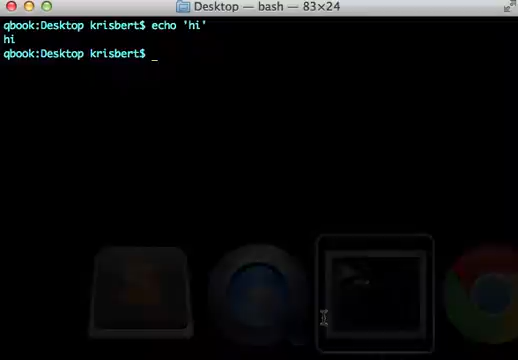 Desktop — bash — 83×24
qbook:Desktop krisbert$ echo 'hi'
hi
qbook:Desktop krisbert$ _